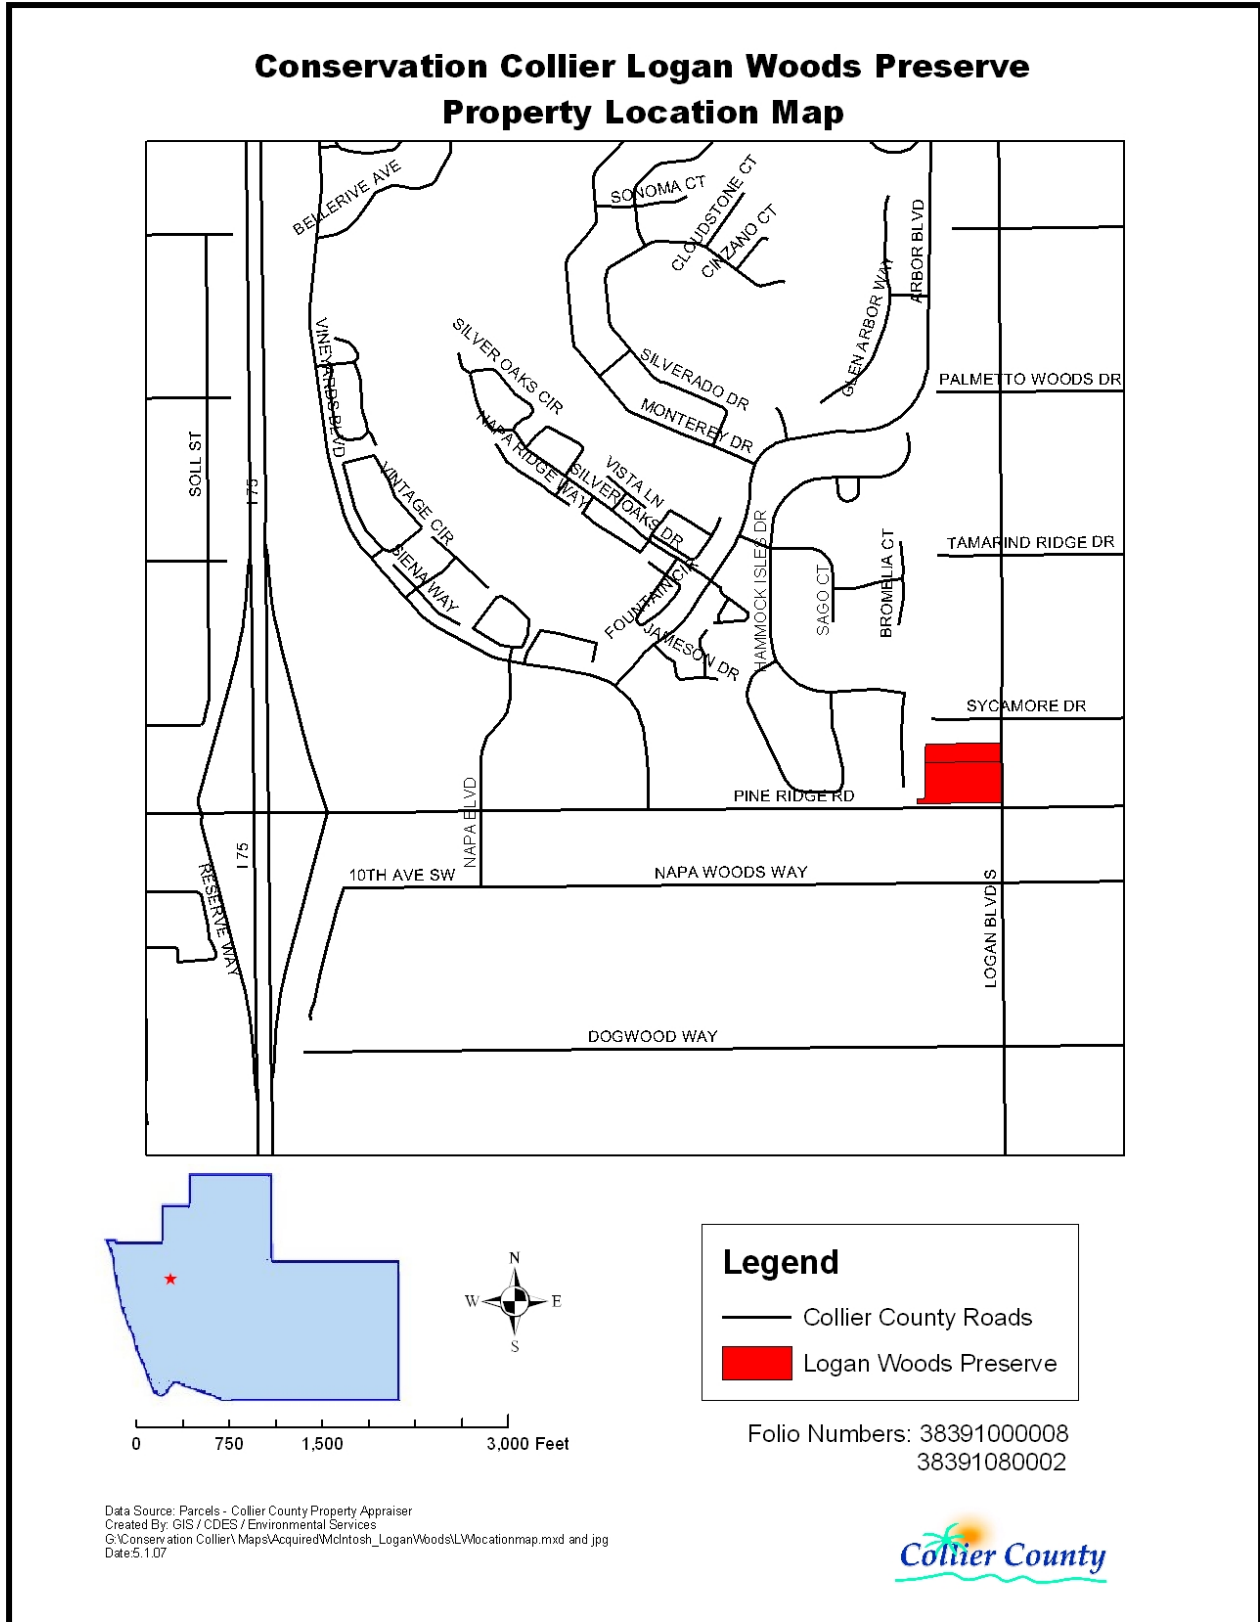 Conservation Collier Logan Woods Preserve
Property Location Map
BELLERIVE AVE
SONOMA CT
CLOUDSTONE CT
CINZANO CT
ARBOR BLVD
GLEN ARBOR WAY
VINEYARDS BLVD
SILVER OAKS CIR
SILVERADO DR
MONTEREY DR
PALMETTO WOODS DR
SOLL ST
I 75
NAPA RIDGE WAY
SILVER OAKS DR
VISTA LN
VINTAGE CIR
SIENA WAY
FOUNTAIN CIR
JAMESON DR
HAMMOCK ISLES DR
SAGO CT
BROMELIA CT
TAMARIND RIDGE DR
SYCAMORE DR
PINE RIDGE RD
NAPA BLVD
I 75
RESERVE WAY
10TH AVE SW
NAPA WOODS WAY
LOGAN BLVD S
DOGWOOD WAY
N
W
E
S
Legend
Collier County Roads
Logan Woods Preserve
0 750 1,500 3,000 Feet
Folio Numbers: 38391000008
38391080002
Data Source: Parcels - Collier County Property Appraiser
Created By: GIS / CDES / Environmental Services
G:\Conservation Collier\ Maps\Acquired\McIntosh_LoganWoods\LWlocationmap.mxd and jpg
Date:5.1.07
Collier County